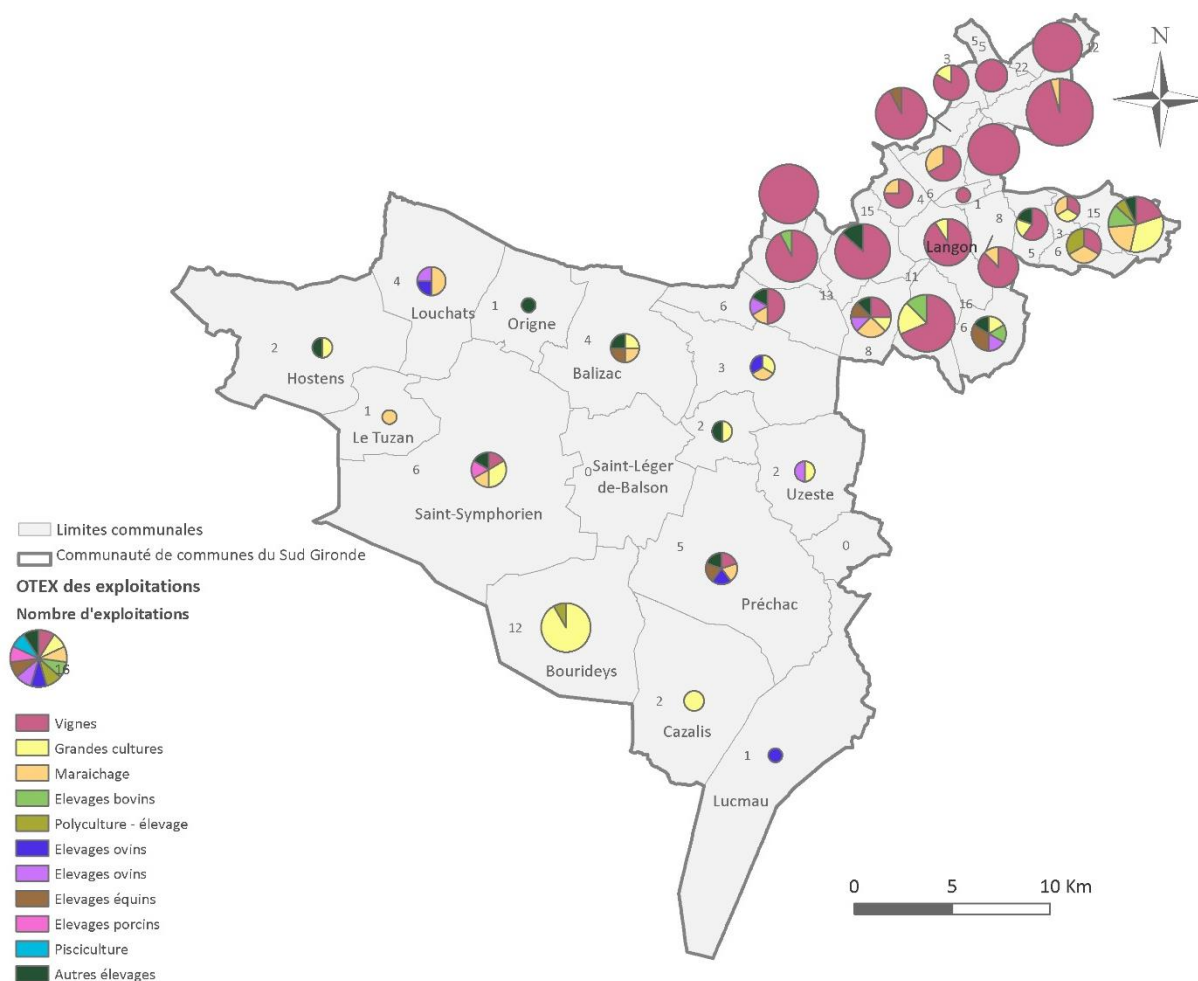 5
5
12
3
22
N
6
4
1
15
8
15
3
5
6
Langon
11
13
16
6
6
8
4
Louchats
1
Origne
4
Balizac
3
2
Hostens
1
Le Tuzan
2
6
Saint-Symphorien
0
Saint-Léger
de-Balson
2
Uzeste
0
5
Préchac
12
Bourideys
2
Cazalis
1
Lucmau
Limites communales
Communauté de communes du Sud Gironde
OTEX des exploitations
Nombre d'exploitations
16
Vignes
Grandes cultures
Maraichage
Elevages bovins
Polyculture - élevage
Elevages ovins
Elevages ovins
Elevages équins
Elevages porcins
Pisciculture
Autres élevages
0 5 10 Km